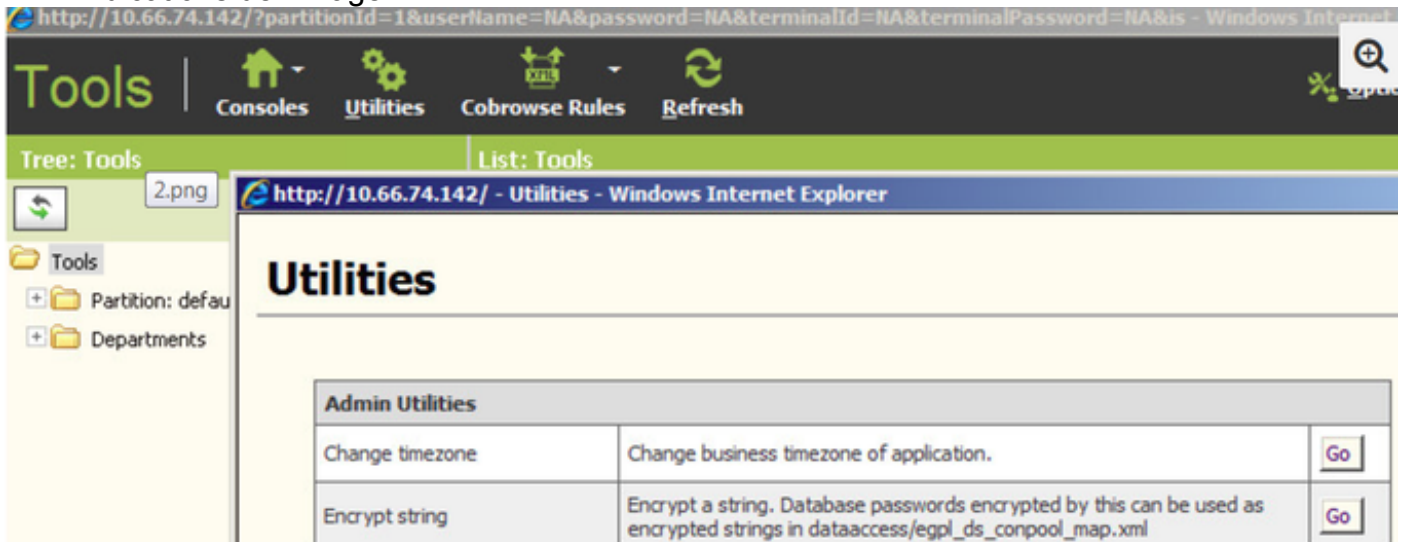 http://10.66.74.142/?partitionId=1&userName=NA&password=NA&terminalId=NA&terminalPassword=NA&is - Windows Internet
Tools
Consoles
Utilities
Cobrowse Rules
Refresh
Tree: Tools
List: Tools
2.png
http://10.66.74.142/ - Utilities - Windows Internet Explorer
Tools
Partition: defau
Departments
Utilities
Admin Utilities
Change timezone
Change business timezone of application.
Go
Encrypt string
Encrypt a string. Database passwords encrypted by this can be used as
encrypted strings in dataaccess/egpl_ds_conpool_map.xml
Go